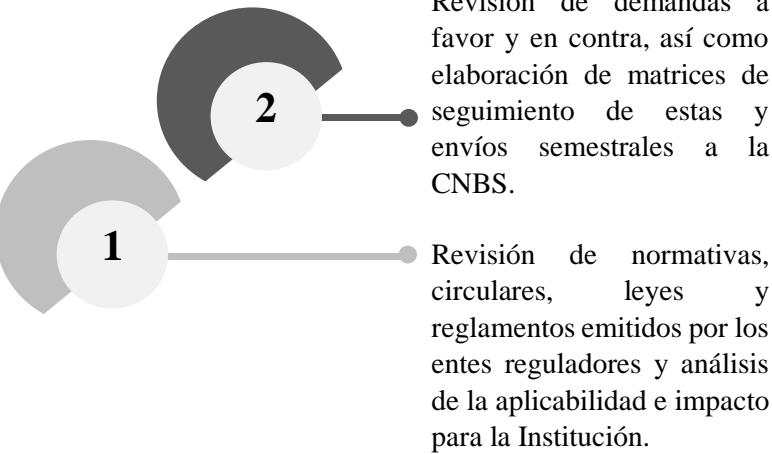 2
Revisión de demandas a
favor y en contra, así como
elaboración de matrices de
seguimiento de estas y
envíos semestrales a la
CNBS.
1
Revisión de normativas,
circulares, leyes y
reglamentos emitidos por los
entes reguladores y análisis
de la aplicabilidad e impacto
para la Institución.